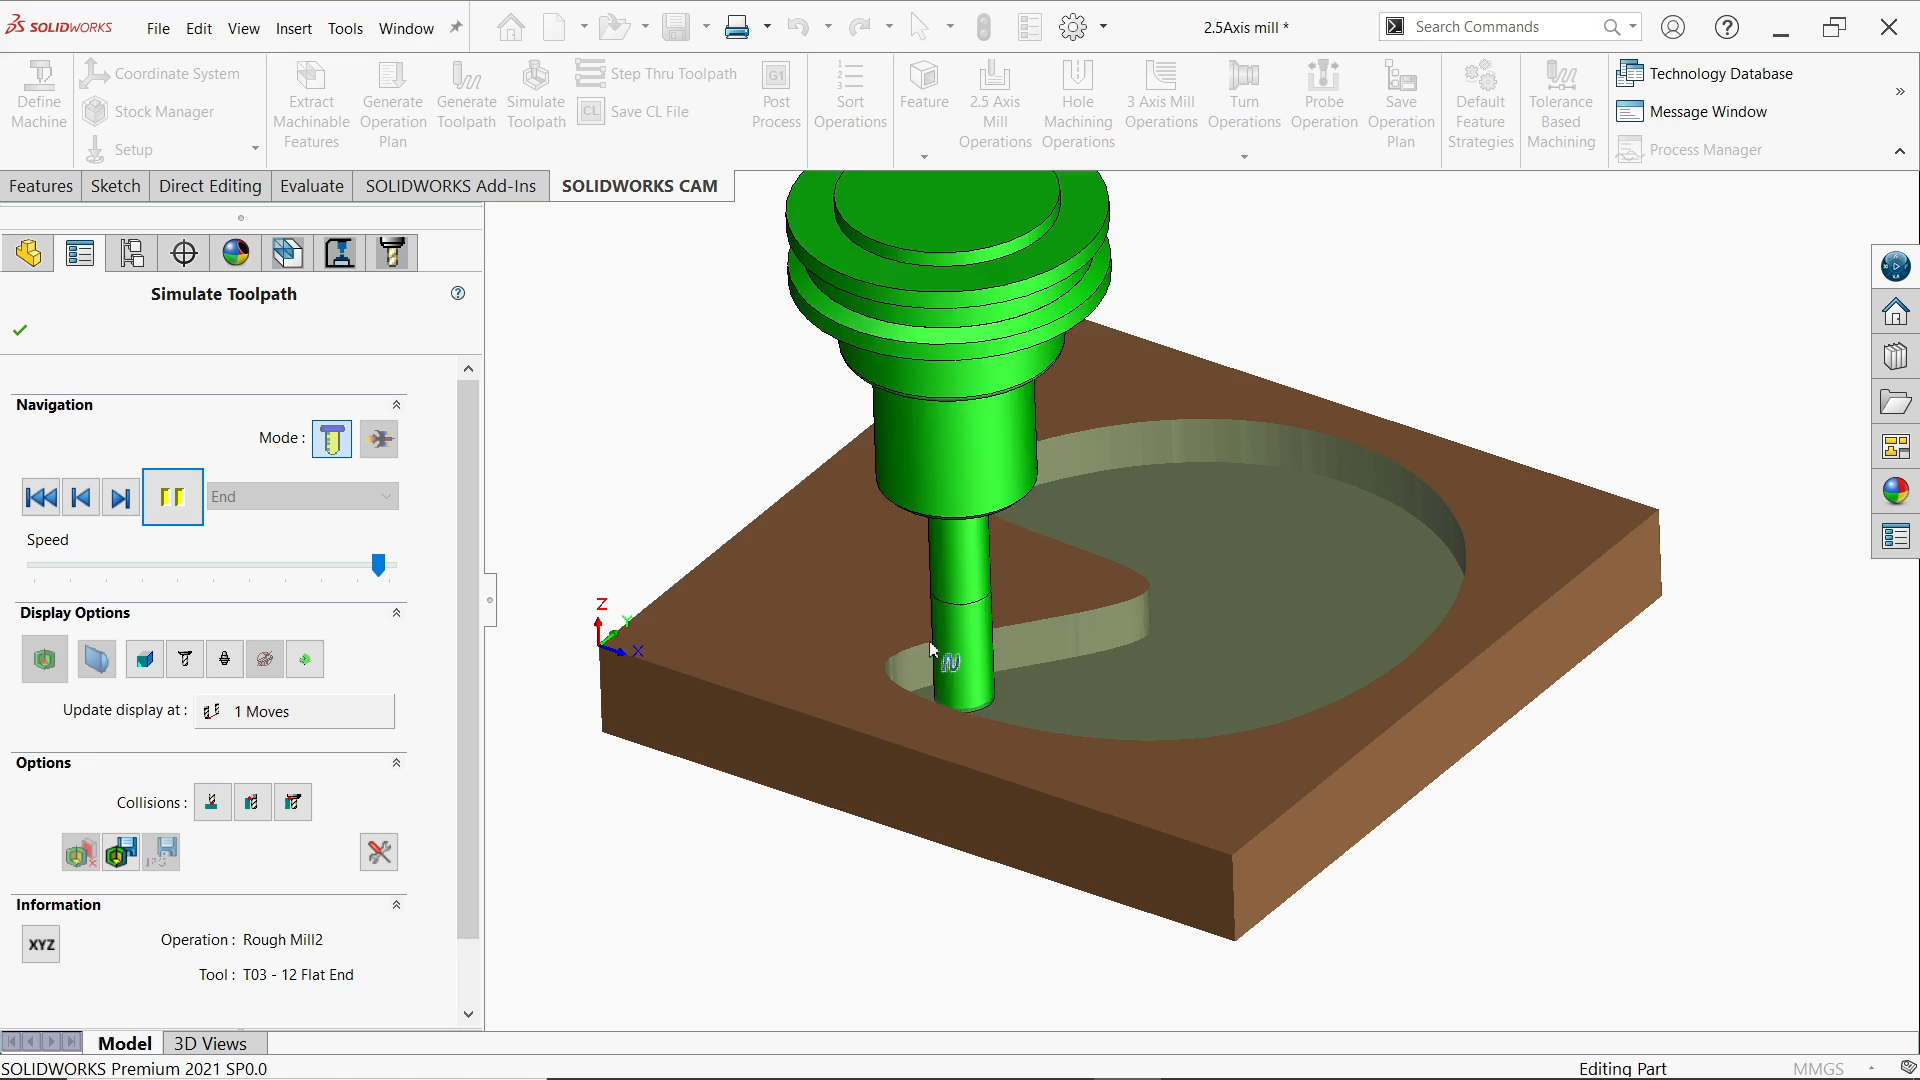 SOLIDWORKS File Edit View Insert Tools Window 2.5Axis mill * Search Commands
Define Machine
Coordinate System
Stock Manager
Setup
Extract Machinable Features
Generate Operation Plan
Generate Toolpath
Simulate Toolpath
Step Thru Toolpath
CL Save CL File
G1 Post Process
Sort Operations
Feature
2.5 Axis Mill Operations
Hole Machining Operations
3 Axis Mill Operations
Turn Operations
Probe Operation
Save Operation Plan
Default Feature Strategies
Tolerance Based Machining
Technology Database
Message Window
Process Manager
Features Sketch Direct Editing Evaluate SOLIDWORKS Add-Ins SOLIDWORKS CAM
Simulate Toolpath
Navigation
Mode :
End
Speed
Display Options
Update display at : 1 Moves
Options
Collisions :
Information
XYZ
Operation : Rough Mill2
Tool : T03 - 12 Flat End
Z
Y
X
Model 3D Views
SOLIDWORKS Premium 2021 SP0.0 Editing Part MMGS